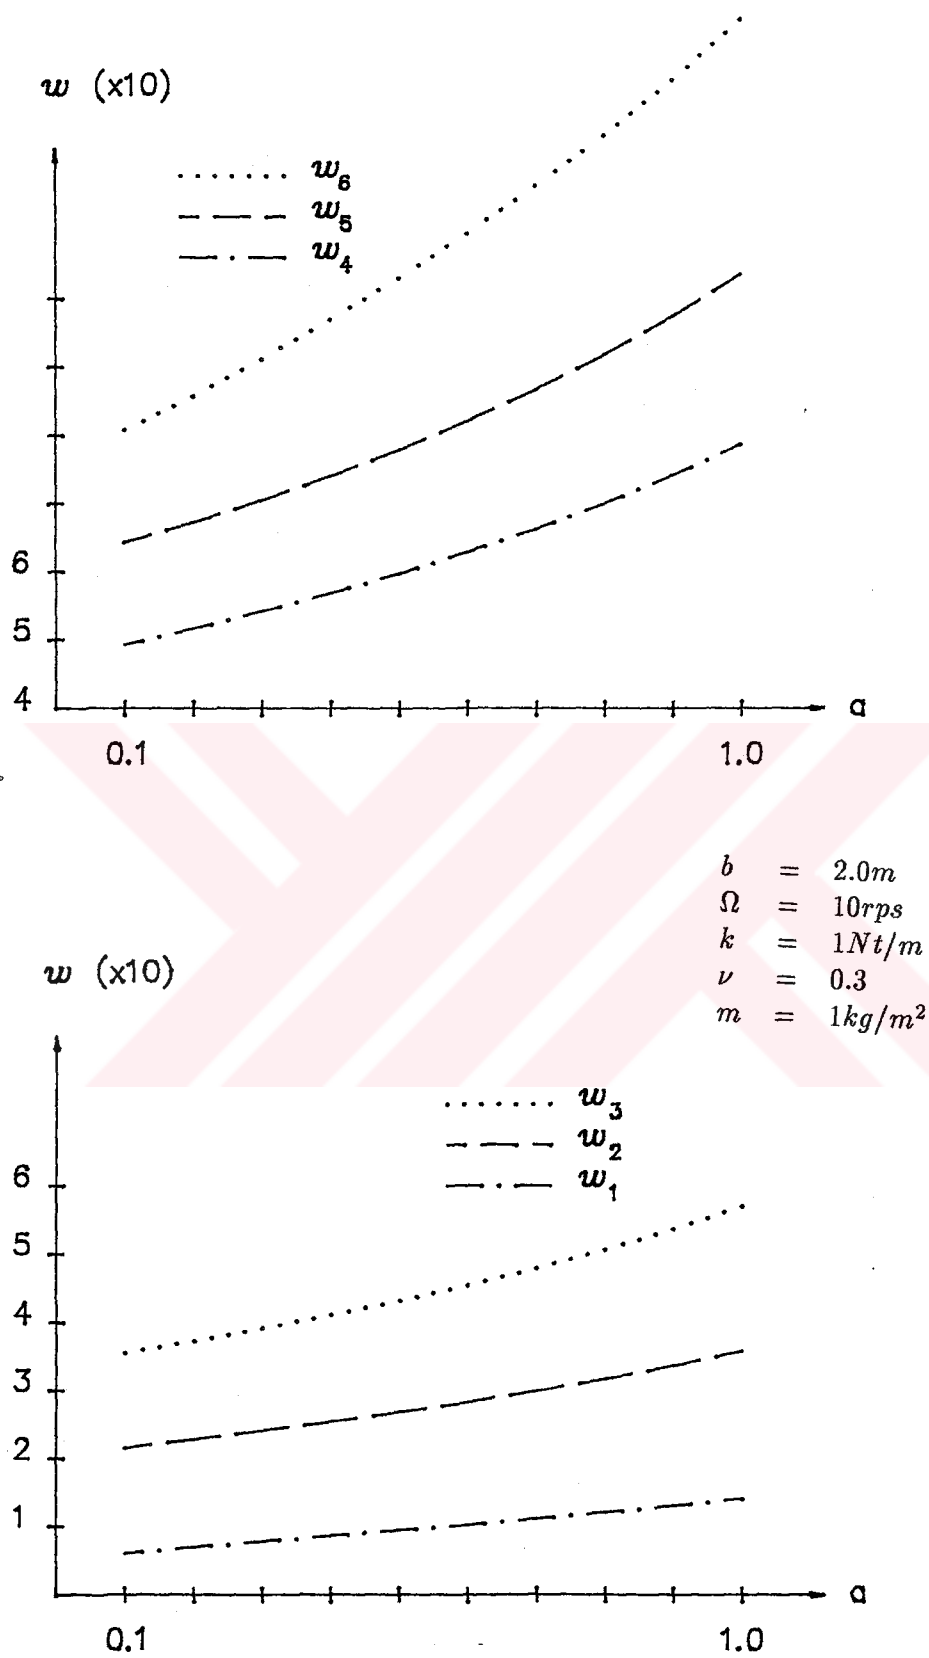 w (x10)
w6
w5
w4
6
5
4
a
0.1 1.0
b = 2.0m
Ω = 10rps
k = 1Nt/m
ν = 0.3
m = 1kg/m²
w (x10)
w3
w2
w1
6
5
4
3
2
1
a
0.1 1.0